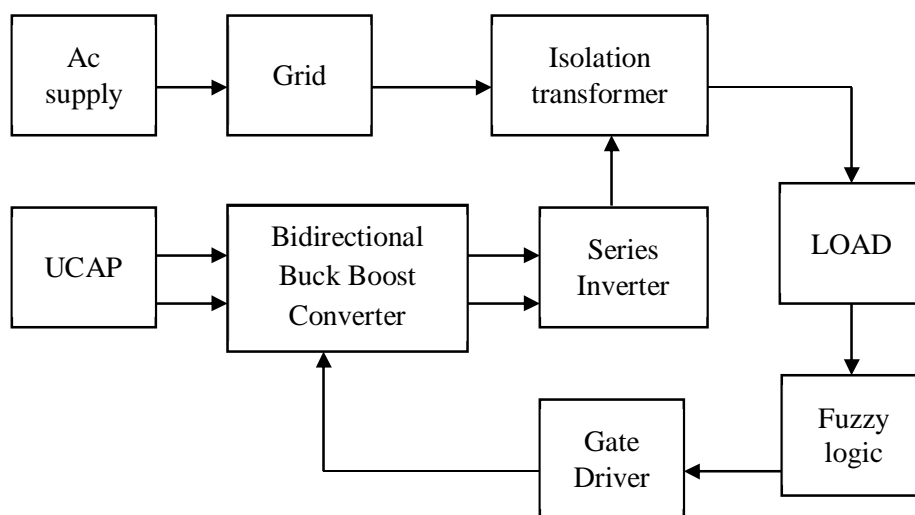 Ac
supply
Grid
Isolation
transformer
UCAP
Bidirectional
Buck Boost
Converter
Series
Inverter
LOAD
Gate
Driver
Fuzzy
logic